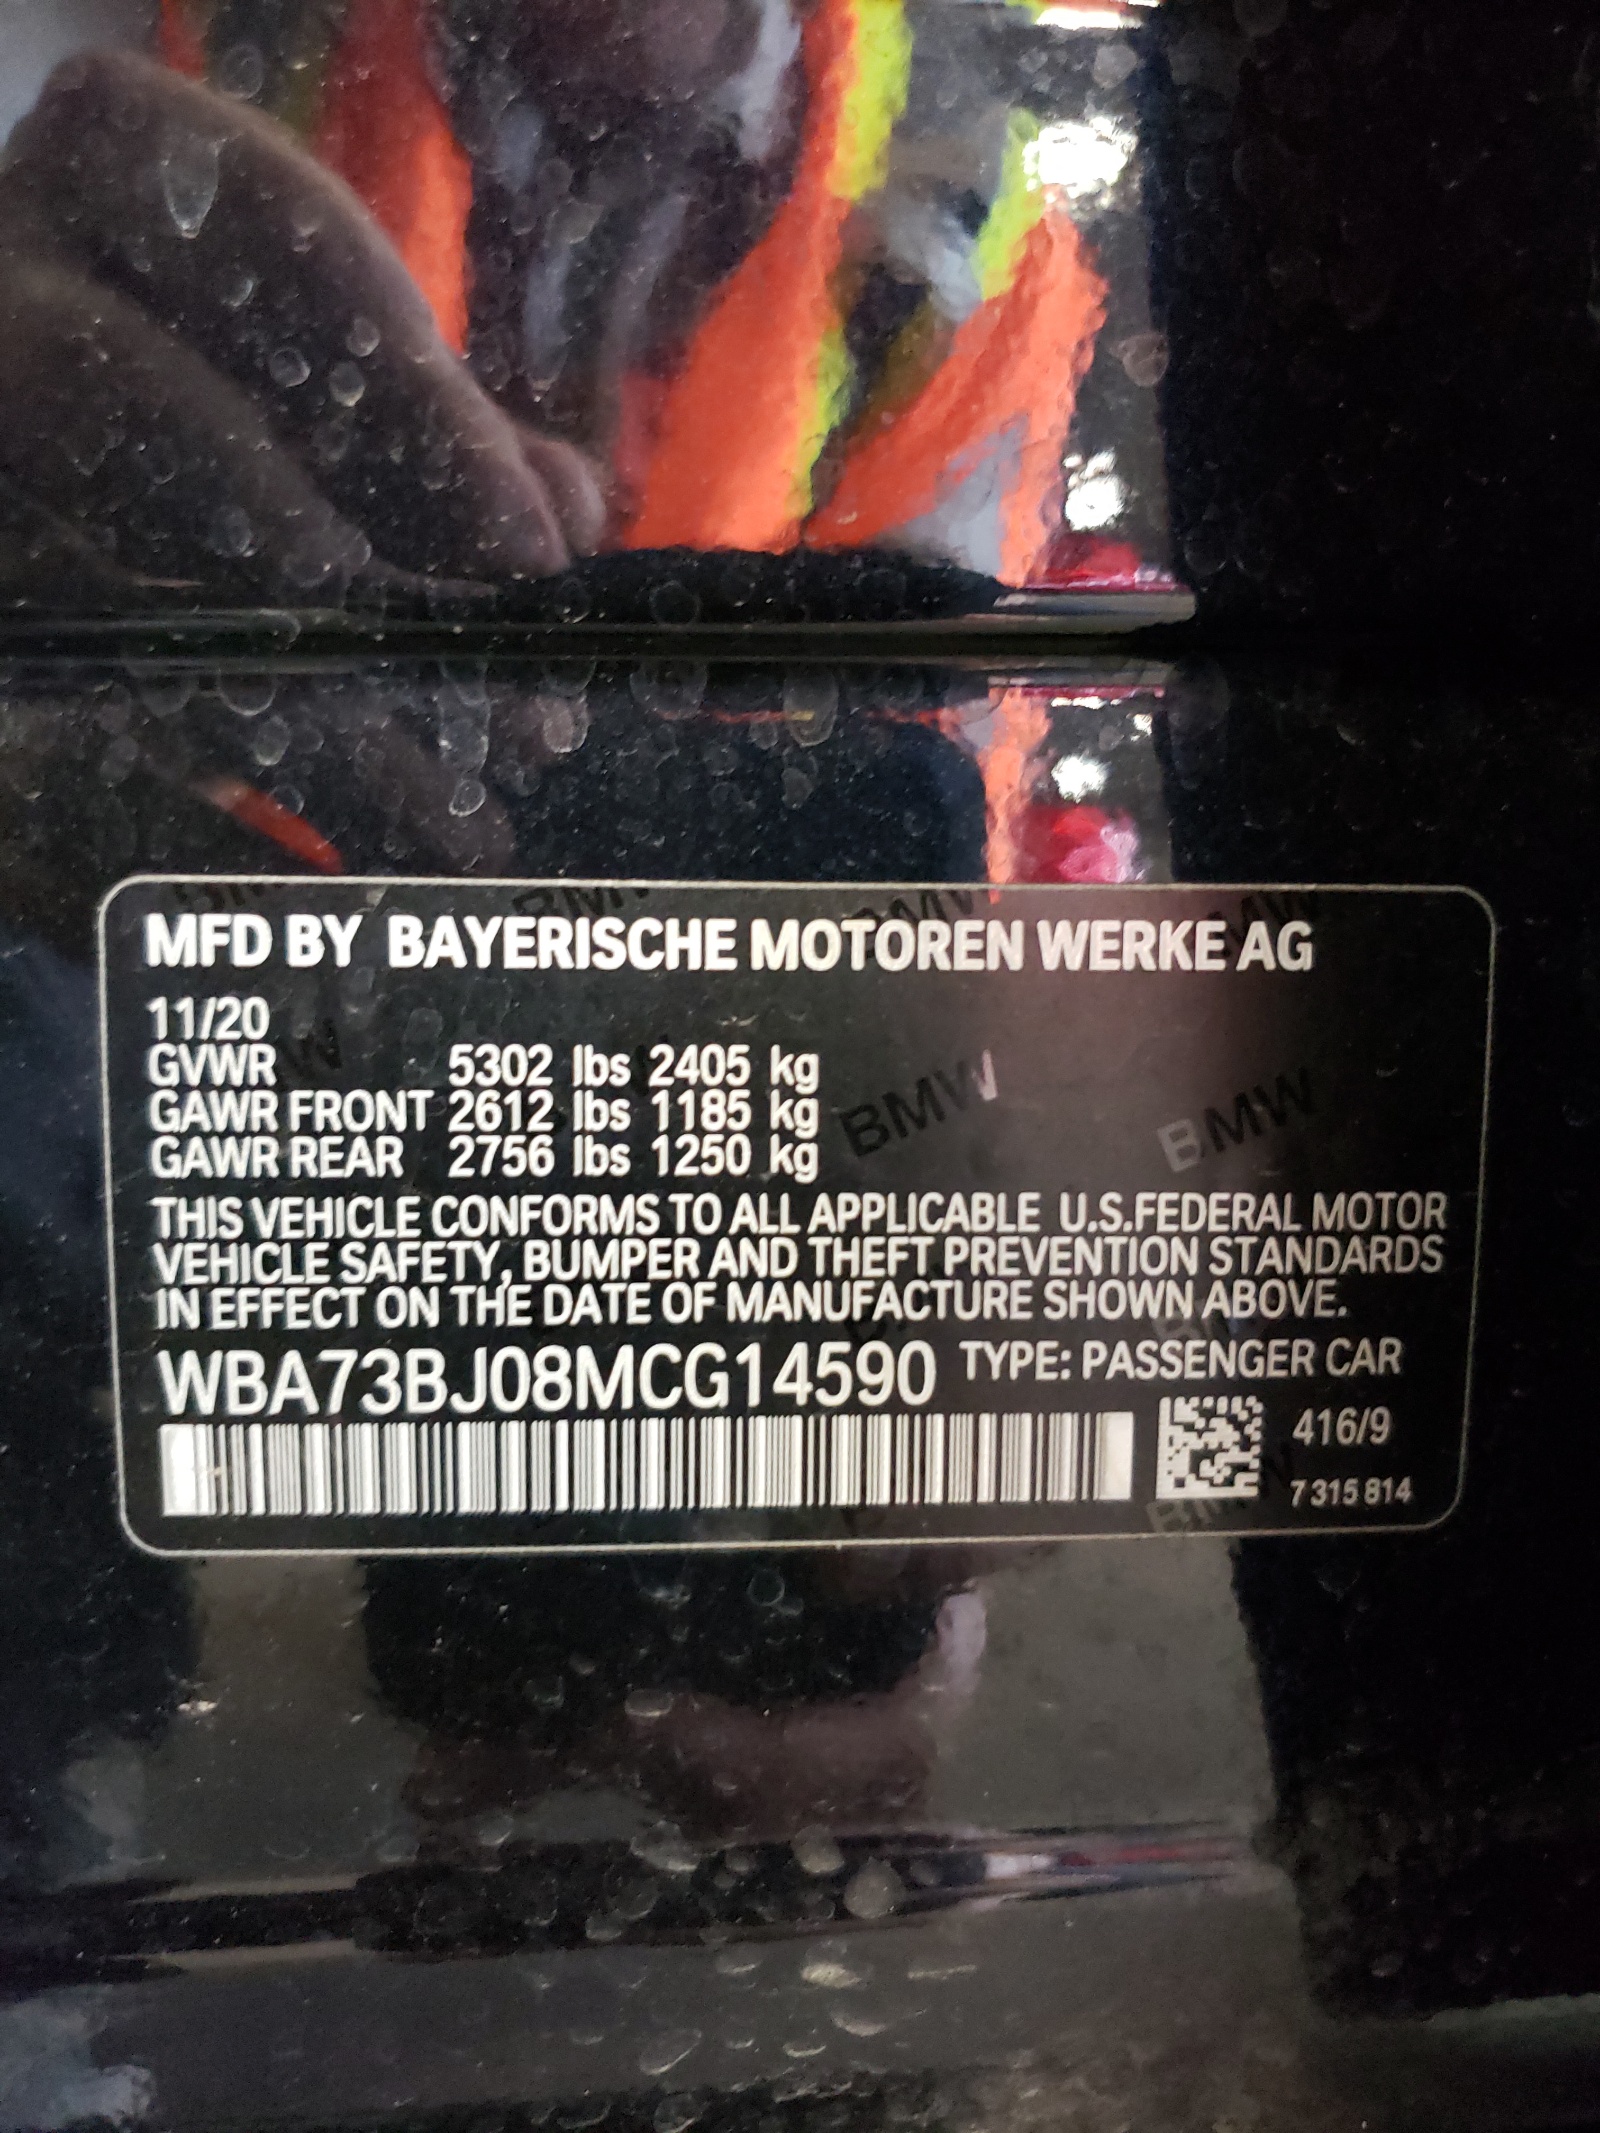 MFD BY BAYERISCHE MOTOREN WERKE AG
11/20
GVWR 5302 lbs 2405 kg
GAWR FRONT 2612 lbs 1185 kg
GAWR REAR 2756 lbs 1250 kg
THIS VEHICLE CONFORMS TO ALL APPLICABLE U.S.FEDERAL MOTOR
VEHICLE SAFETY, BUMPER AND THEFT PREVENTION STANDARDS
IN EFFECT ON THE DATE OF MANUFACTURE SHOWN ABOVE.
WBA73BJ08MCG14590 TYPE: PASSENGER CAR
416/9
7 315 814
BMW
BMW